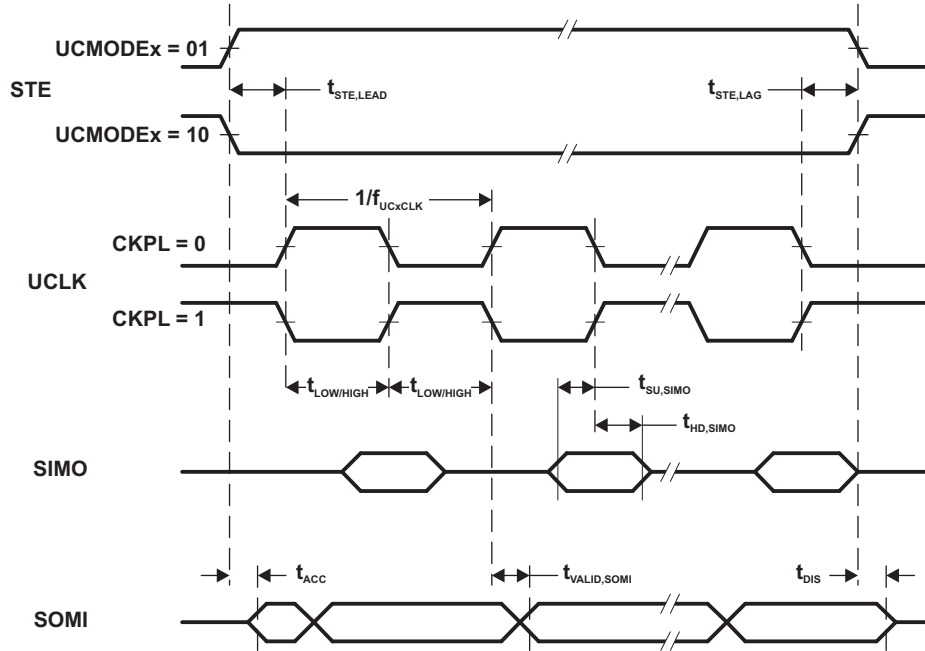 UCMODEx = 01
STE
t_STE,LEAD
t_STE,LAG
UCMODEx = 10
1/f_UCxCLK
CKPL = 0
UCLK
CKPL = 1
t_LOW/HIGH t_LOW/HIGH
t_SU,SIMO
t_HD,SIMO
SIMO
t_ACC
t_VALID,SOMI
t_DIS
SOMI